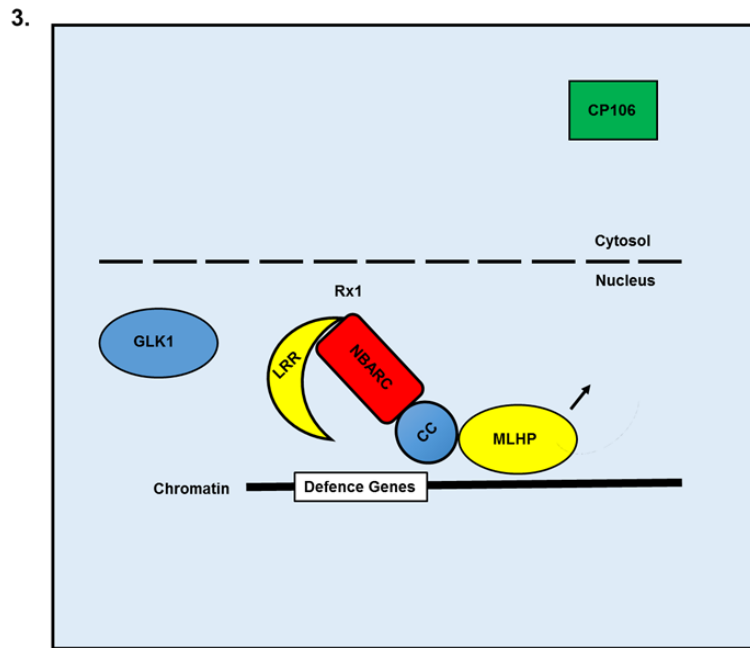 3.
CP106
Cytosol
Nucleus
Rx1
GLK1
LRR
NBARC
CC
MLHP
Chromatin
Defence Genes